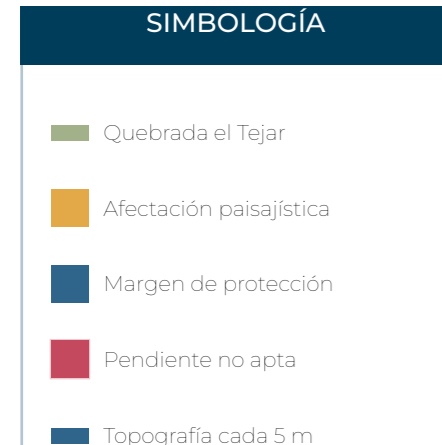 SIMBOLOGÍA
Quebrada el Tejar
Afectación paisajística
Margen de protección
Pendiente no apta
Topografía cada 5 m